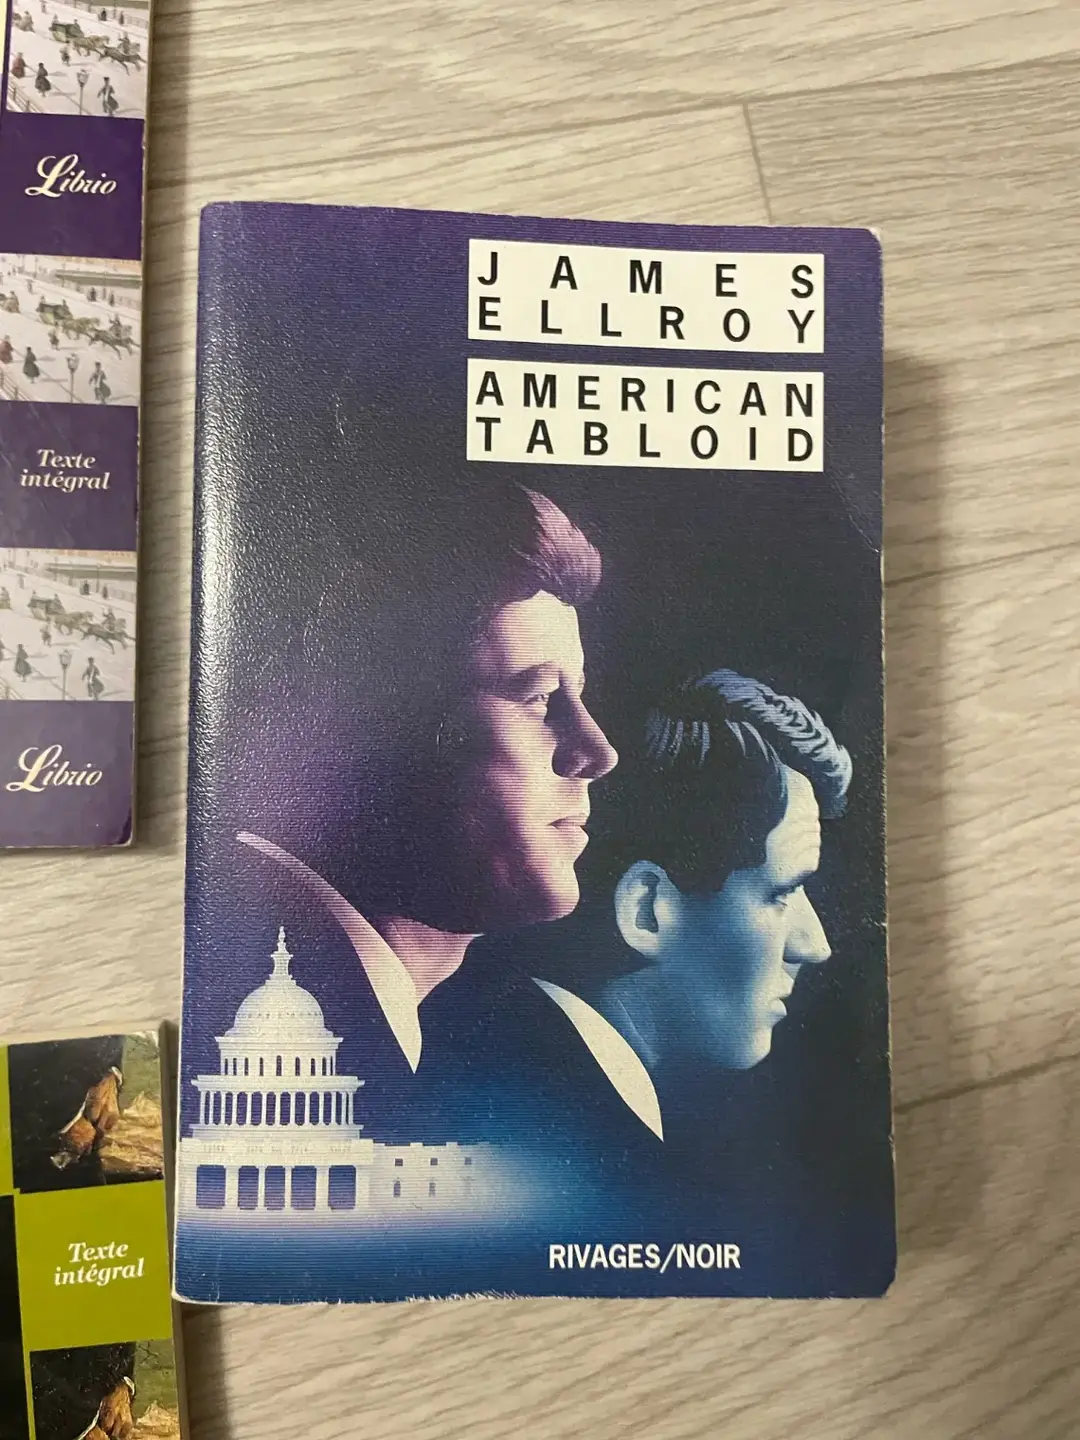 Librio
Texte
intégral
Librio
JAMES
ELLROY
AMERICAN
TABLOID
RIVAGES/NOIR
Texte
intégral